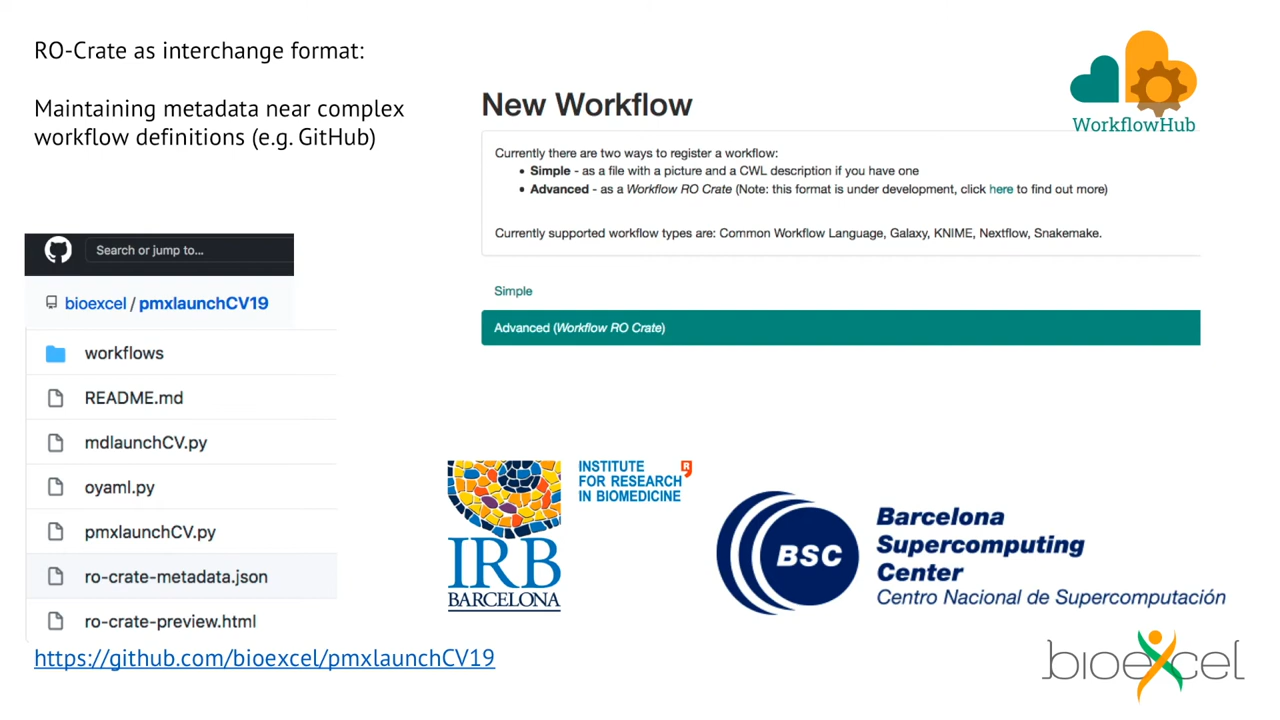 RO-Crate as interchange format:
Maintaining metadata near complex
workflow definitions (e.g. GitHub)
WorkflowHub
New Workflow
Currently there are two ways to register a workflow:
• Simple - as a file with a picture and a CWL description if you have one
• Advanced - as a Workflow RO Crate (Note: this format is under development, click here to find out more)
Currently supported workflow types are: Common Workflow Language, Galaxy, KNIME, Nextflow, Snakemake.
Simple
Advanced (Workflow RO Crate)
Search or jump to...
bioexcel / pmxlaunchCV19
workflows
README.md
mdlaunchCV.py
oyaml.py
pmxlaunchCV.py
ro-crate-metadata.json
ro-crate-preview.html
https://github.com/bioexcel/pmxlaunchCV19
INSTITUTE
FOR RESEARCH
IN BIOMEDICINE
R
IRB
BARCELONA
BSC
Barcelona
Supercomputing
Center
Centro Nacional de Supercomputación
bioexcel